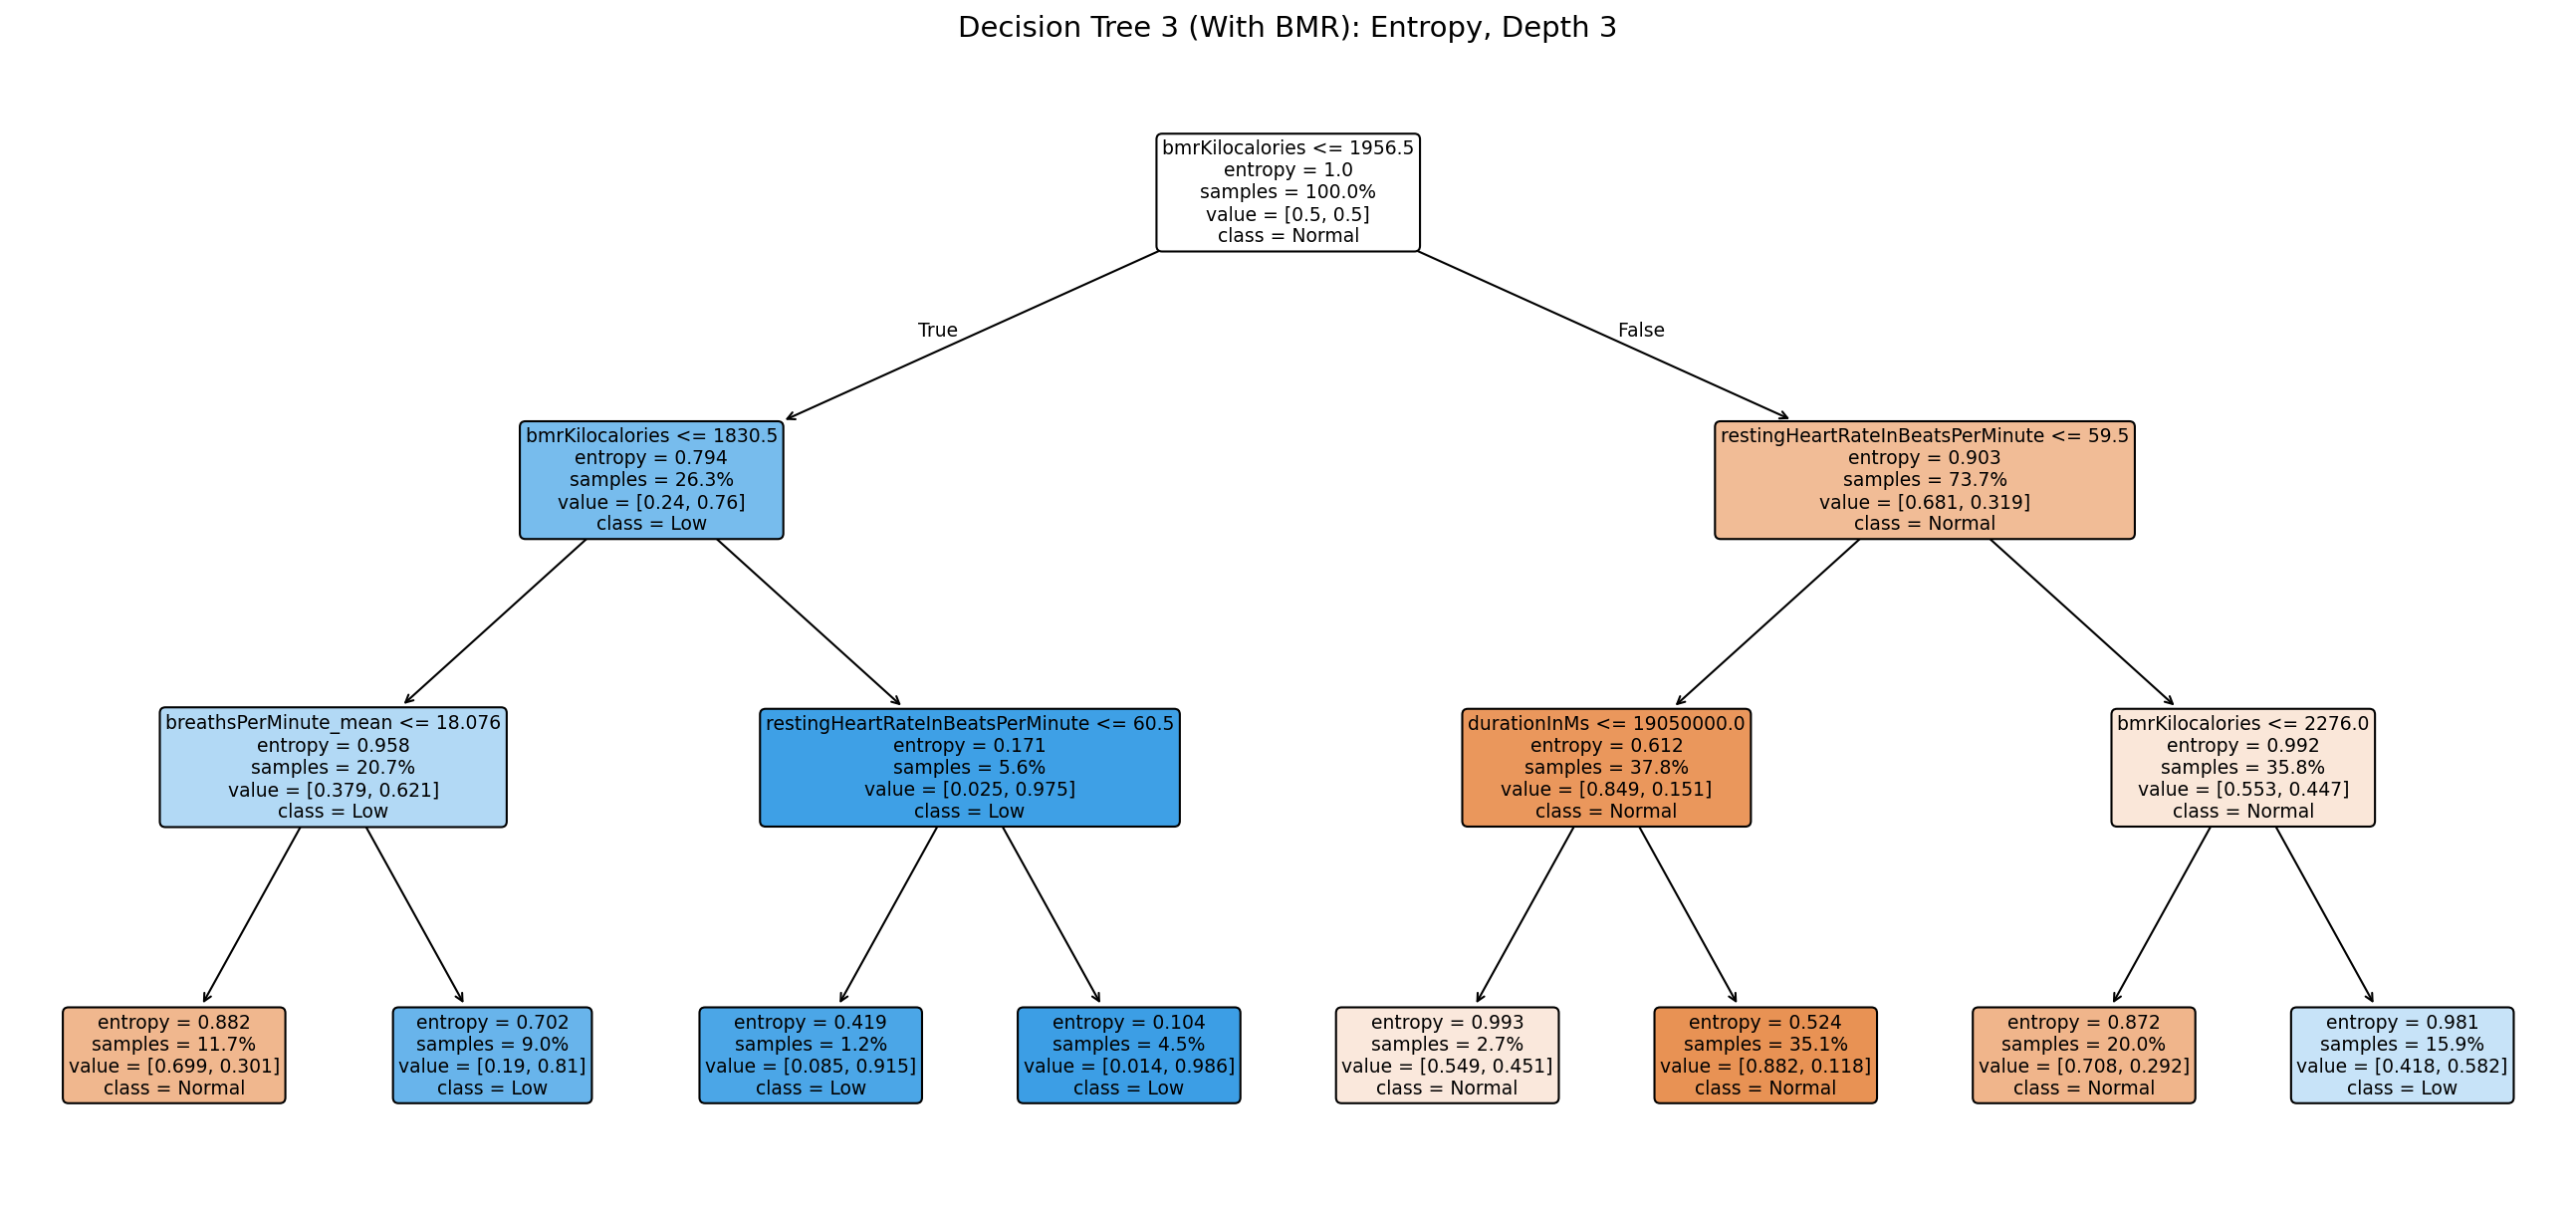 Decision Tree 3 (With BMR): Entropy, Depth 3
bmrKilocalories <= 1956.5
entropy = 1.0
samples = 100.0%
value = [0.5, 0.5]
class = Normal
True
False
bmrKilocalories <= 1830.5
entropy = 0.794
samples = 26.3%
value = [0.24, 0.76]
class = Low
restingHeartRateInBeatsPerMinute <= 59.5
entropy = 0.903
samples = 73.7%
value = [0.681, 0.319]
class = Normal
breathsPerMinute_mean <= 18.076
entropy = 0.958
samples = 20.7%
value = [0.379, 0.621]
class = Low
restingHeartRateInBeatsPerMinute <= 60.5
entropy = 0.171
samples = 5.6%
value = [0.025, 0.975]
class = Low
durationInMs <= 19050000.0
entropy = 0.612
samples = 37.8%
value = [0.849, 0.151]
class = Normal
bmrKilocalories <= 2276.0
entropy = 0.992
samples = 35.8%
value = [0.553, 0.447]
class = Normal
entropy = 0.882
samples = 11.7%
value = [0.699, 0.301]
class = Normal
entropy = 0.702
samples = 9.0%
value = [0.19, 0.81]
class = Low
entropy = 0.419
samples = 1.2%
value = [0.085, 0.915]
class = Low
entropy = 0.104
samples = 4.5%
value = [0.014, 0.986]
class = Low
entropy = 0.993
samples = 2.7%
value = [0.549, 0.451]
class = Normal
entropy = 0.524
samples = 35.1%
value = [0.882, 0.118]
class = Normal
entropy = 0.872
samples = 20.0%
value = [0.708, 0.292]
class = Normal
entropy = 0.981
samples = 15.9%
value = [0.418, 0.582]
class = Low